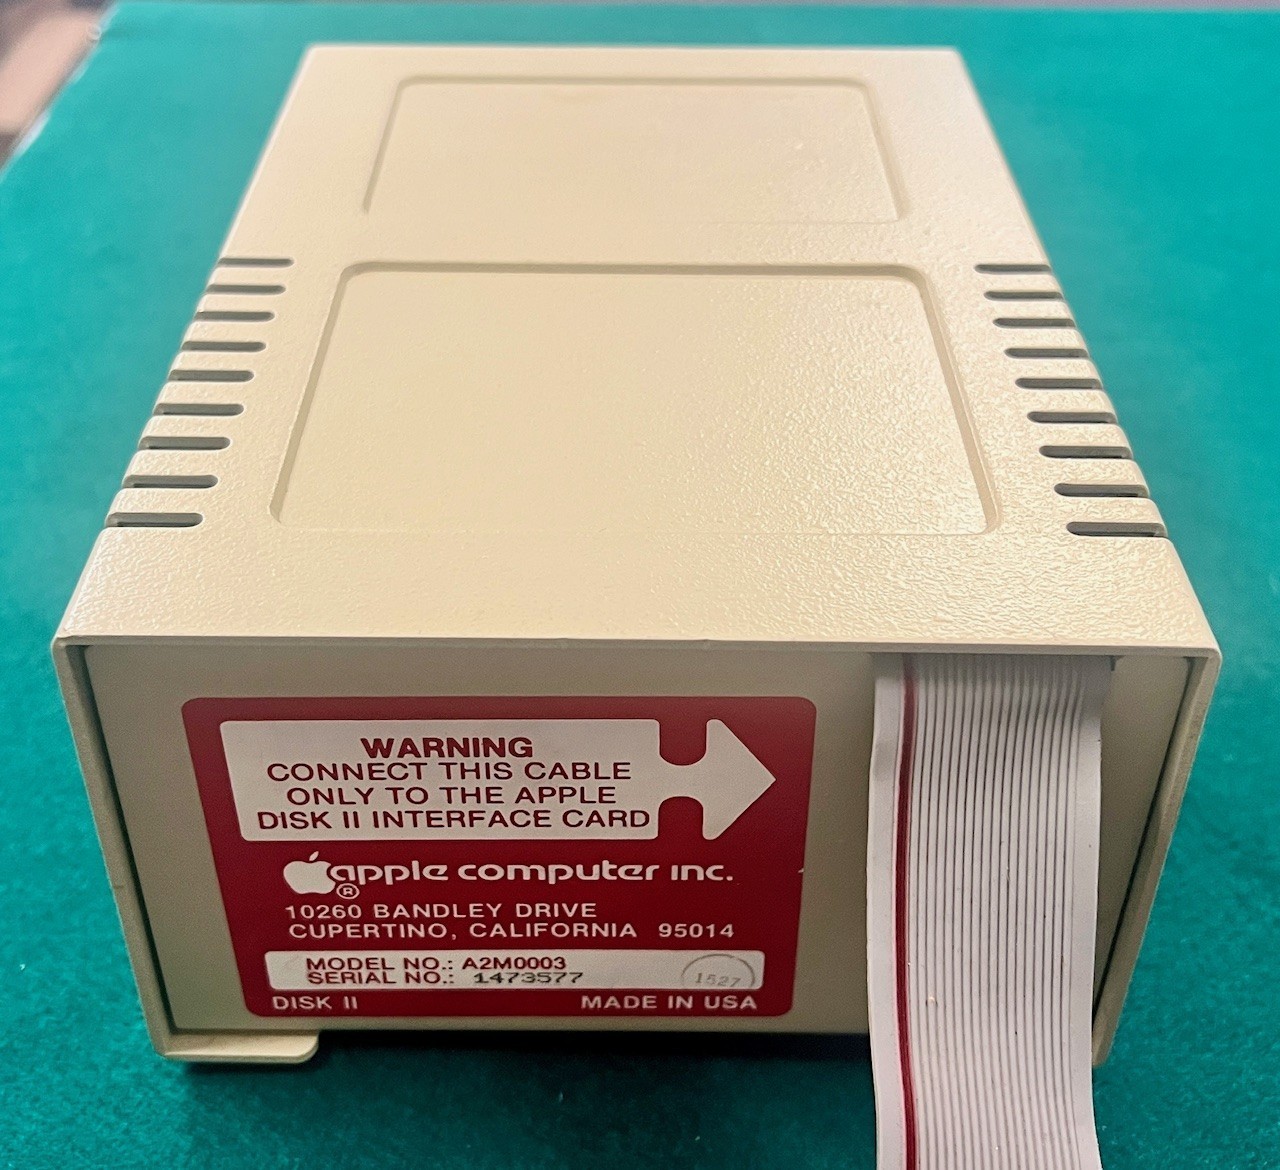 WARNING
CONNECT THIS CABLE
ONLY TO THE APPLE
DISK II INTERFACE CARD
apple computer inc.
®
10260 BANDLEY DRIVE
CUPERTINO, CALIFORNIA 95014
MODEL NO.: A2M0003
SERIAL NO.: 1473577
1527
DISK II MADE IN USA